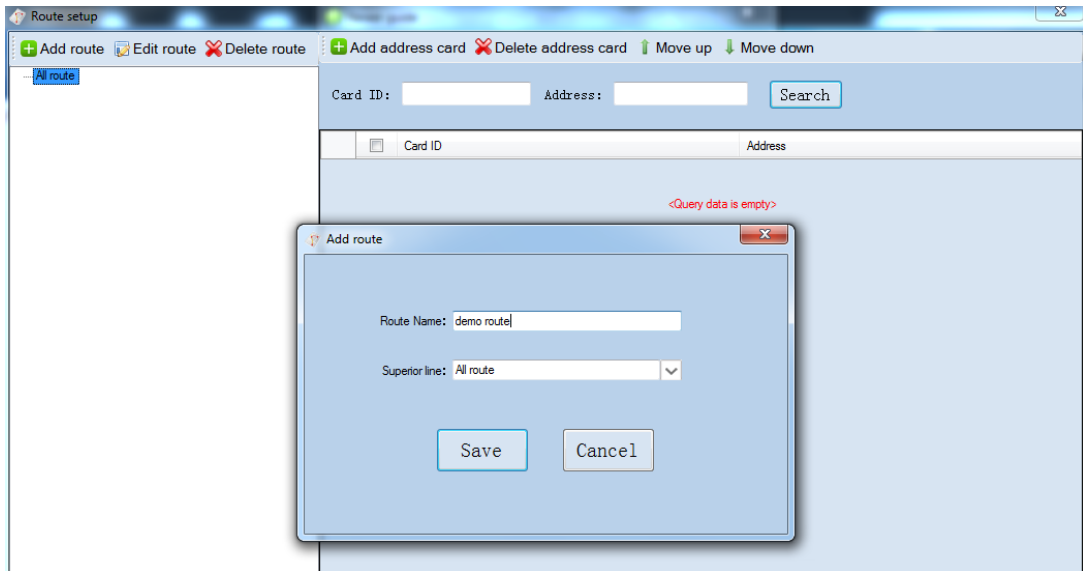 Route setup
Add route Edit route Delete route
Add address card Delete address card Move up Move down
All route
Card ID: Address: Search
Card ID Address
<Query data is empty>
Add route
Route Name: demo route
Superior line: All route
Save Cancel